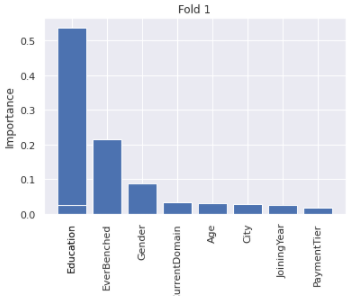 Fold 1
Importance
0.5
0.4
0.3
0.2
0.1
0.0
Education
EverBenched
Gender
urrentDomain
Age
City
JoiningYear
PaymentTier